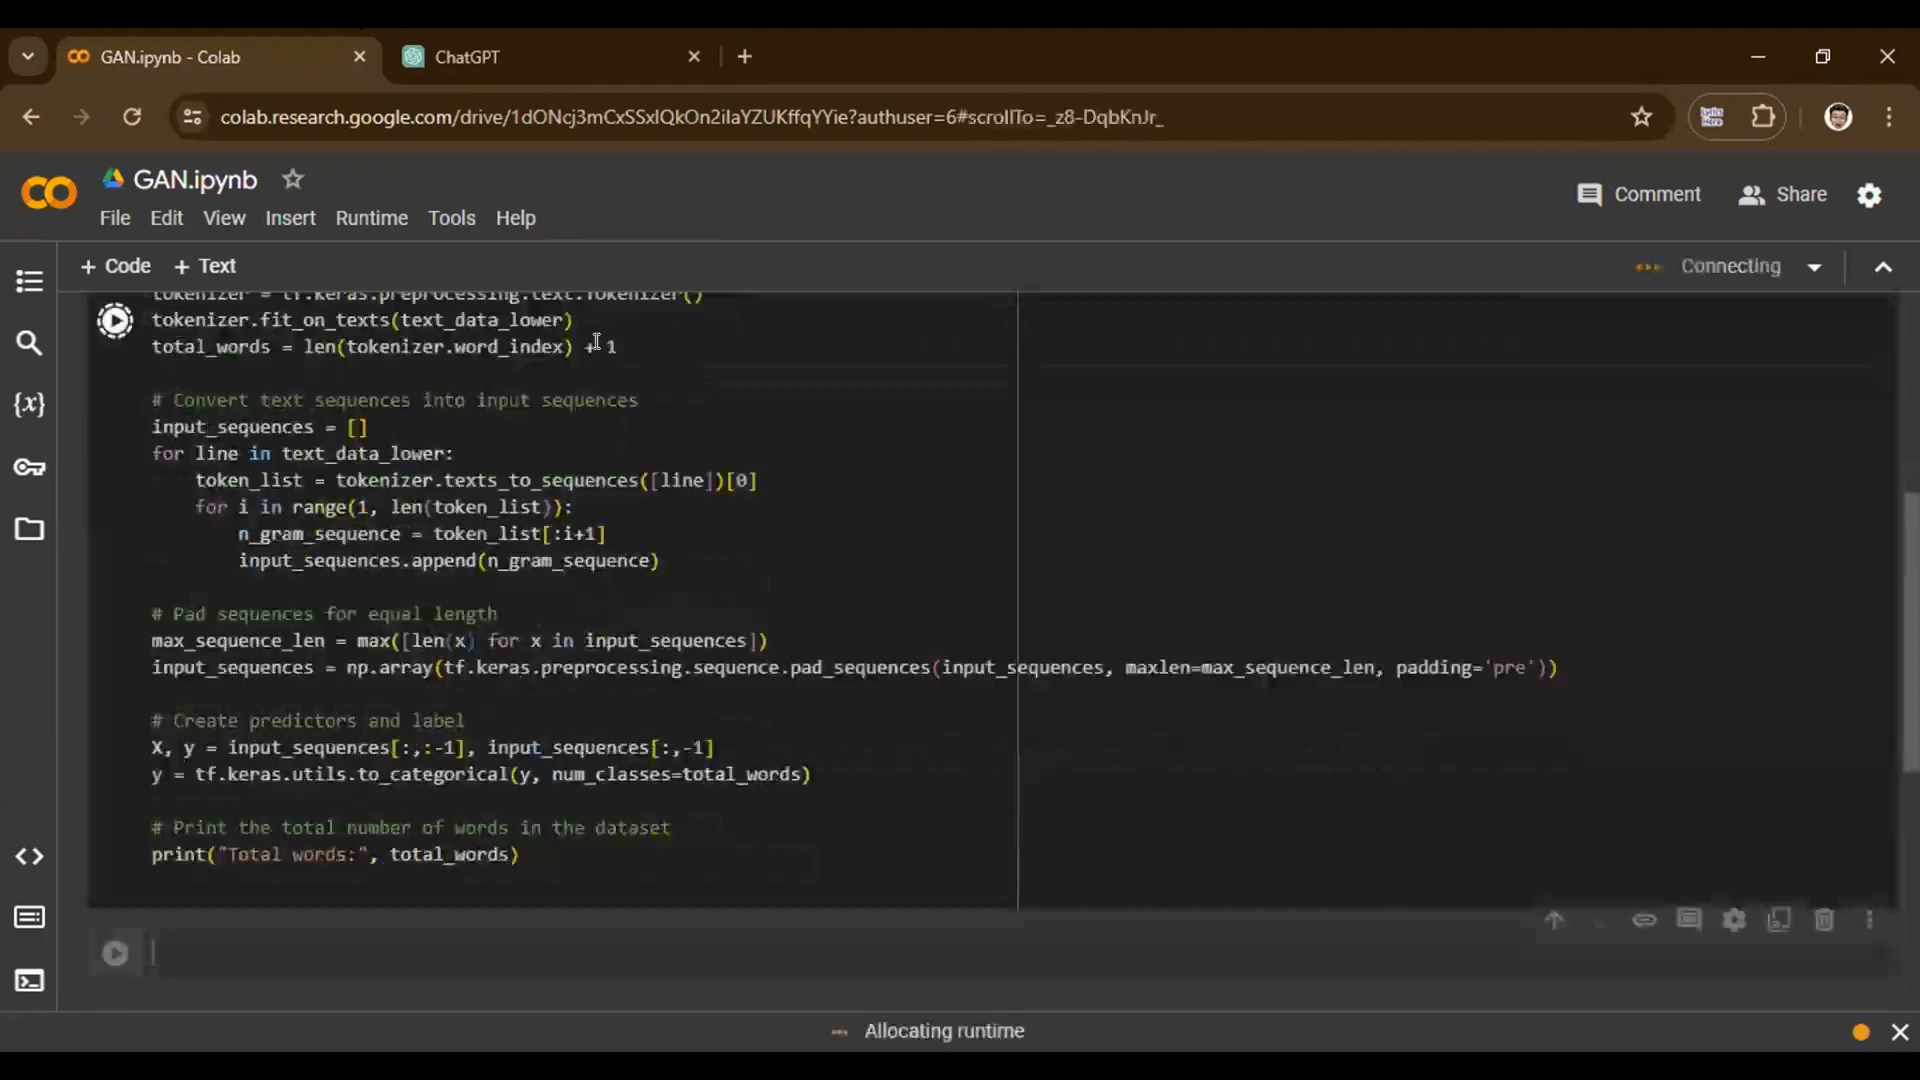 GAN.ipynb - Colab
ChatGPT
colab.research.google.com/drive/1dONcj3mCxSSxlQkOn2ilaYZUKffqYYie?authuser=6#scrollTo=_z8-DqbKnJr_
GAN.ipynb
File Edit View Insert Runtime Tools Help
Comment
Share
+ Code + Text
Connecting
tokenizer = tf.keras.preprocessing.text.Tokenizer()
tokenizer.fit_on_texts(text_data_lower)
total_words = len(tokenizer.word_index) + 1
# Convert text sequences into input sequences
input_sequences = []
for line in text_data_lower:
token_list = tokenizer.texts_to_sequences([line])[0]
for i in range(1, len(token_list)):
n_gram_sequence = token_list[:i+1]
input_sequences.append(n_gram_sequence)
# Pad sequences for equal length
max_sequence_len = max([len(x) for x in input_sequences])
input_sequences = np.array(tf.keras.preprocessing.sequence.pad_sequences(input_sequences, maxlen=max_sequence_len, padding='pre'))
# Create predictors and label
X, y = input_sequences[:,:-1], input_sequences[:,-1]
y = tf.keras.utils.to_categorical(y, num_classes=total_words)
# Print the total number of words in the dataset
print("Total words:", total_words)
Allocating runtime